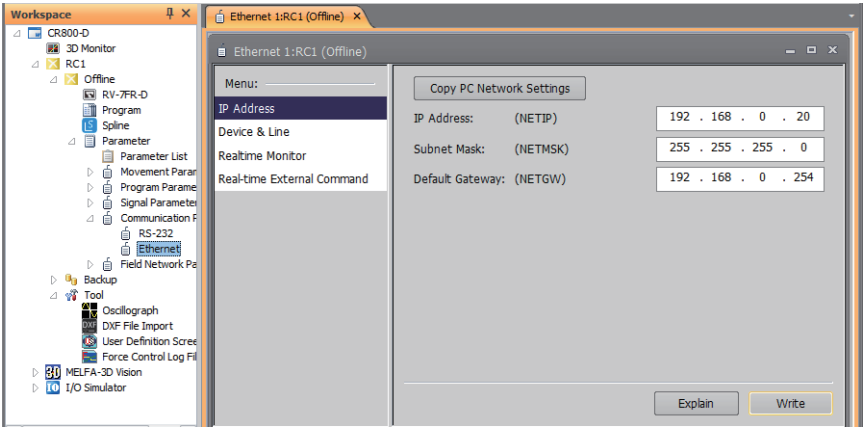 Workspace
CR800-D
3D Monitor
RC1
Offline
RV-7FR-D
Program
Spline
Parameter
Parameter List
Movement Parar
Program Parame
Signal Parameter
Communication P
RS-232
Ethernet
Field Network Pa
Backup
Tool
Oscillograph
DXF DXF File Import
User Definition Scree
Force Control Log Fil
3D MELFA-3D Vision
IO I/O Simulator
Ethernet 1:RC1 (Offline)
Ethernet 1:RC1 (Offline)
Menu:
IP Address
Device & Line
Realtime Monitor
Real-time External Command
Copy PC Network Settings
IP Address: (NETIP) 192 . 168 . 0 . 20
Subnet Mask: (NETMSK) 255 . 255 . 255 . 0
Default Gateway: (NETGW) 192 . 168 . 0 . 254
Explain Write